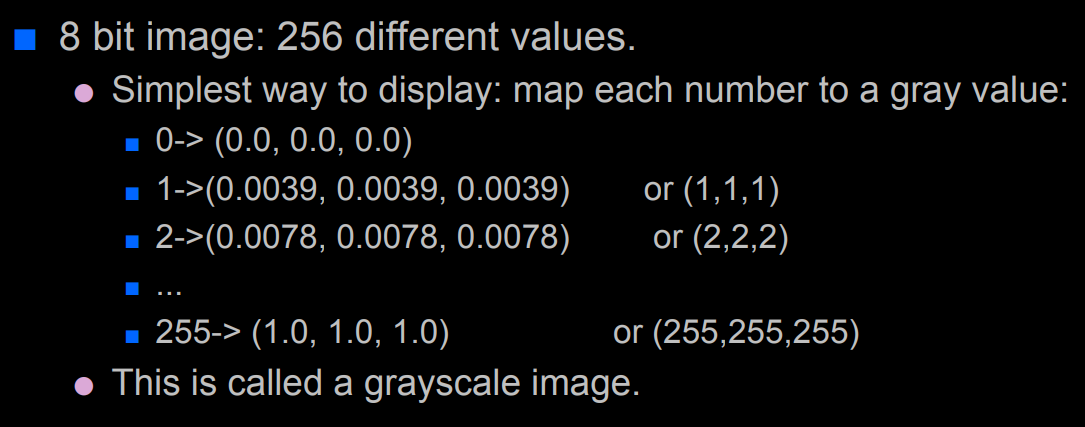 8 bit image: 256 different values.
Simplest way to display: map each number to a gray value:
0-> (0.0, 0.0, 0.0)
1->(0.0039, 0.0039, 0.0039) or (1,1,1)
2->(0.0078, 0.0078, 0.0078) or (2,2,2)
...
255-> (1.0, 1.0, 1.0) or (255,255,255)
This is called a grayscale image.